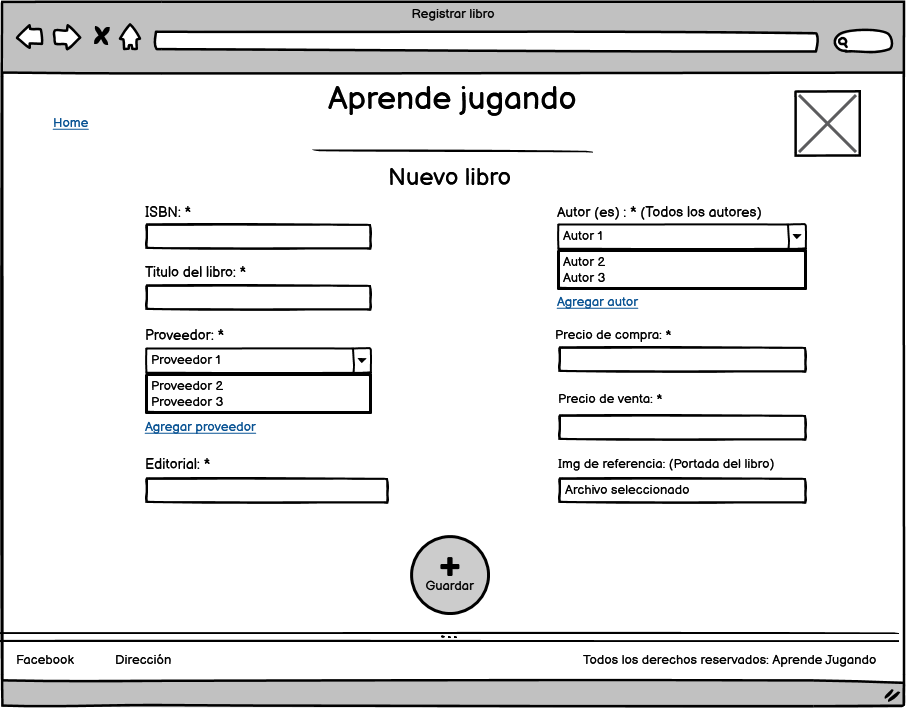 Registrar libro
Aprende jugando
Home
Nuevo libro
ISBN: *
Titulo del libro: *
Proveedor: *
Proveedor 1
Proveedor 2
Proveedor 3
Agregar proveedor
Editorial: *
Autor (es) : * (Todos los autores)
Autor 1
Autor 2
Autor 3
Agregar autor
Precio de compra: *
Precio de venta: *
Img de referencia: (Portada del libro)
Archivo seleccionado
Guardar
Facebook
Dirección
Todos los derechos reservados: Aprende Jugando